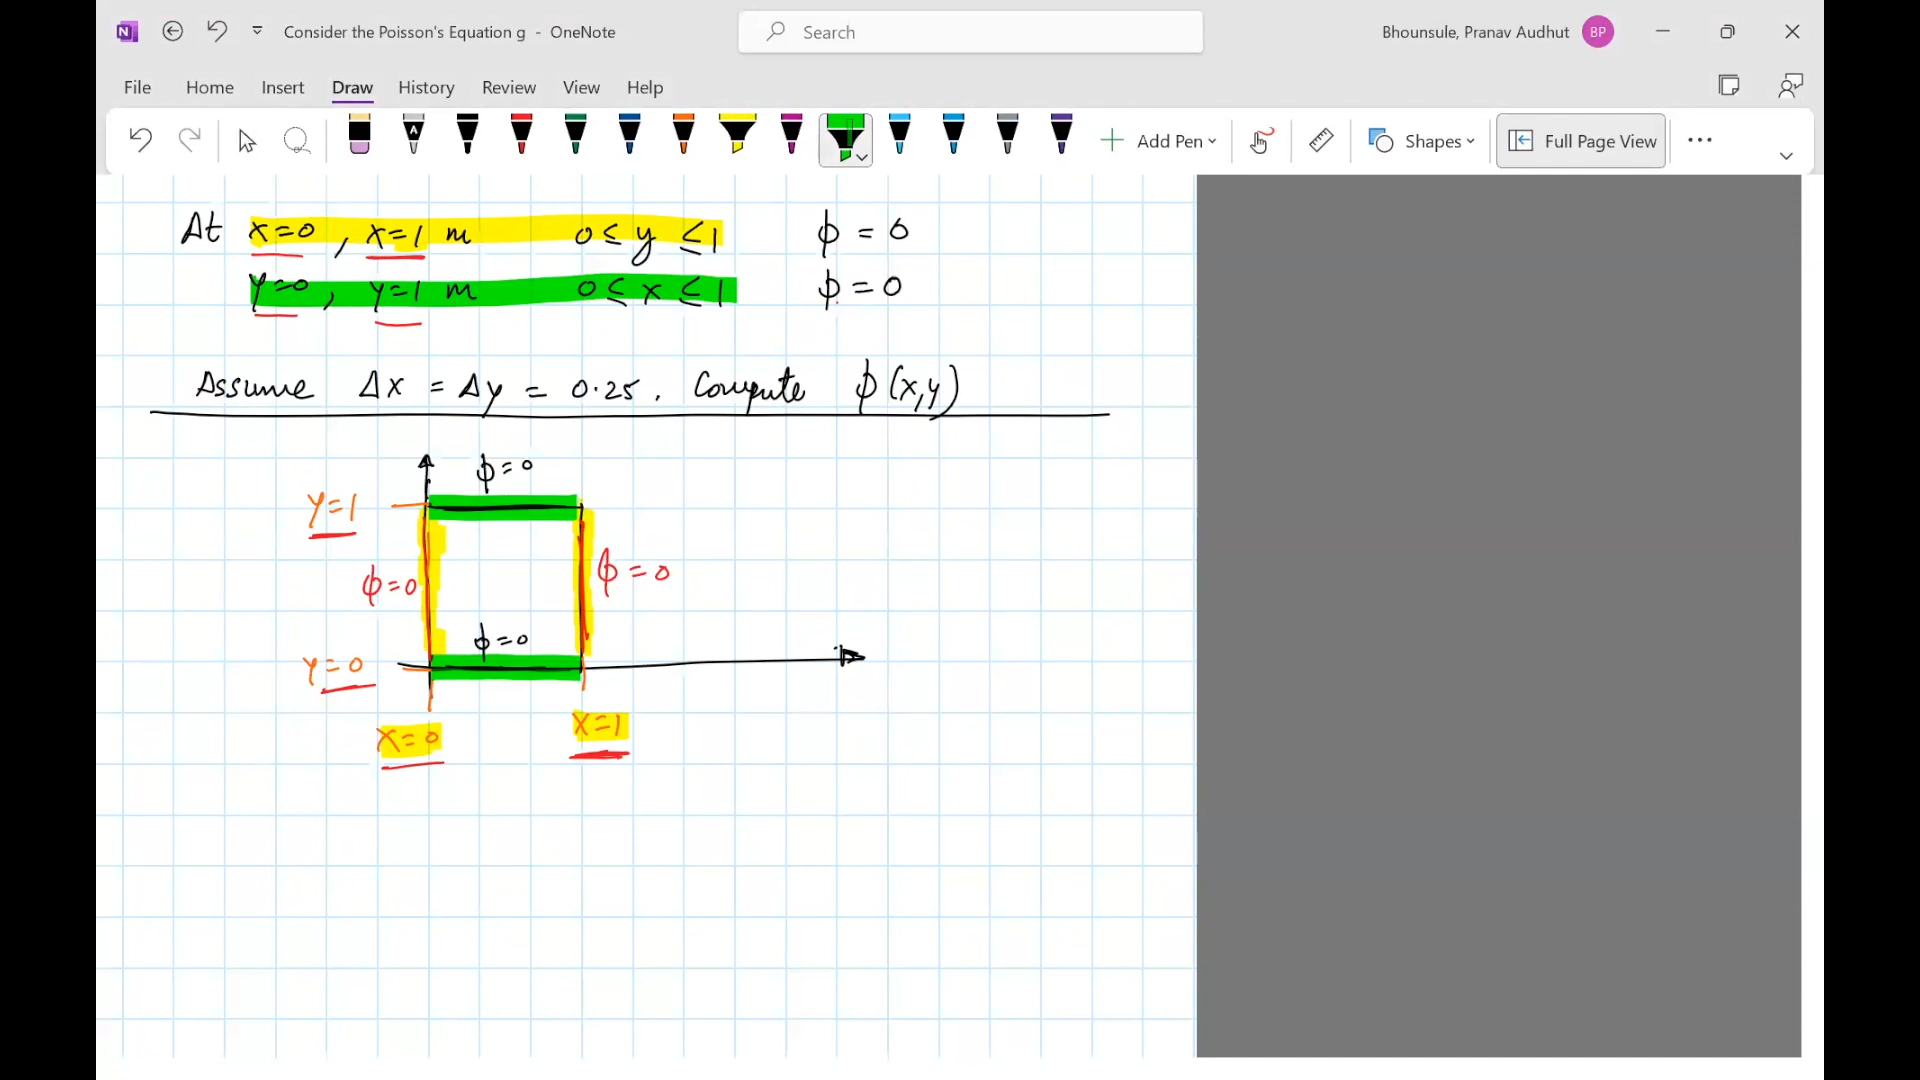 Consider the Poisson's Equation g - OneNote
Search
Bhounsule, Pranav Audhut BP
File Home Insert Draw History Review View Help
A Add Pen Shapes Full Page View
At x=0, x=1 m 0≤ y ≤1 ϕ = 0
y=0, y=1 m 0≤ x ≤1 ϕ = 0
Assume Δx = Δy = 0.25. Compute ϕ(x,y)
ϕ=0
y=1
ϕ=0 ϕ=0
ϕ=0
y=0
x=0 x=1